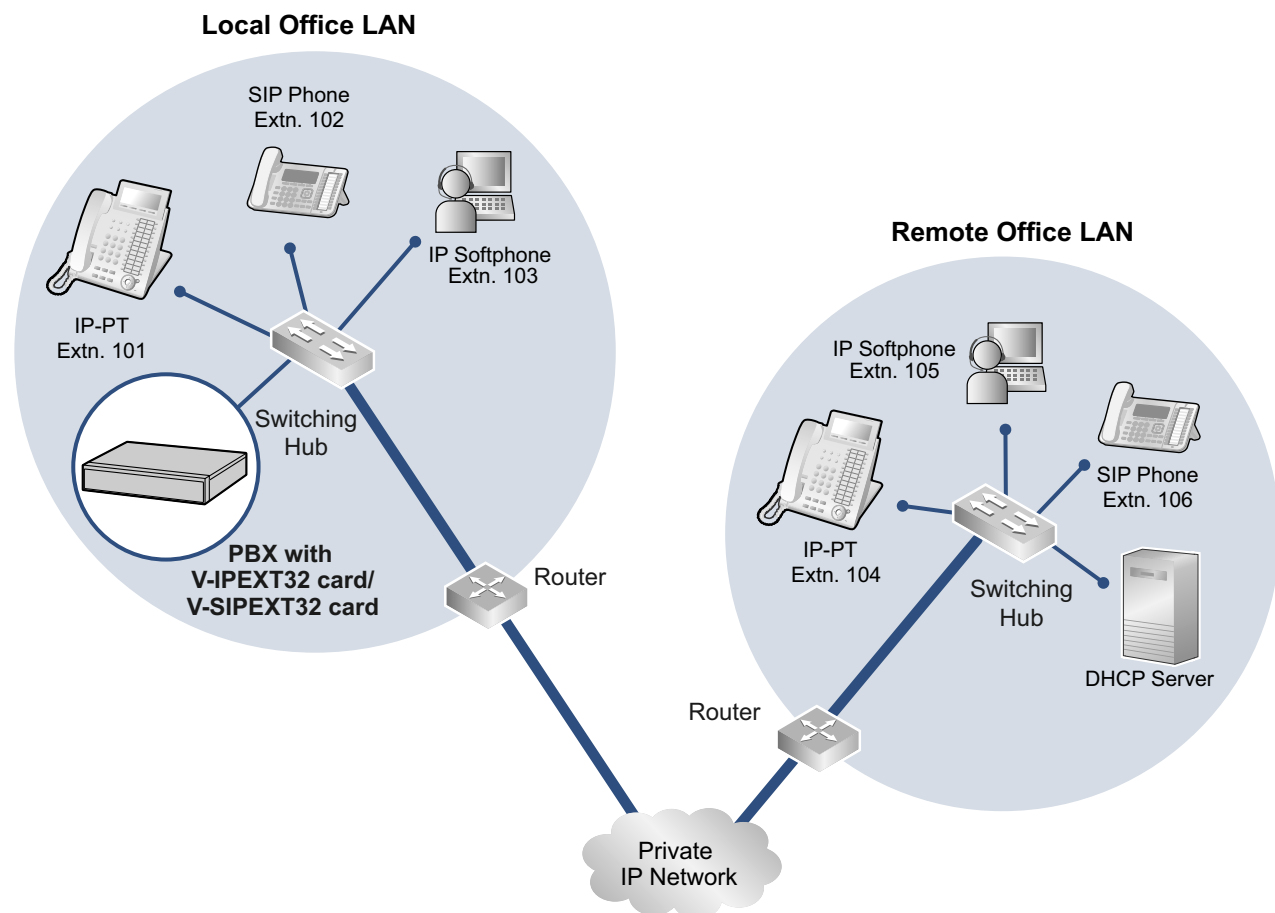 Local Office LAN
SIP Phone
Extn. 102
IP Softphone
Extn. 103
IP-PT
Extn. 101
Switching
Hub
PBX with
V-IPEXT32 card/
V-SIPEXT32 card
Router
Remote Office LAN
IP Softphone
Extn. 105
SIP Phone
Extn. 106
IP-PT
Extn. 104
Switching
Hub
DHCP Server
Router
Private
IP Network